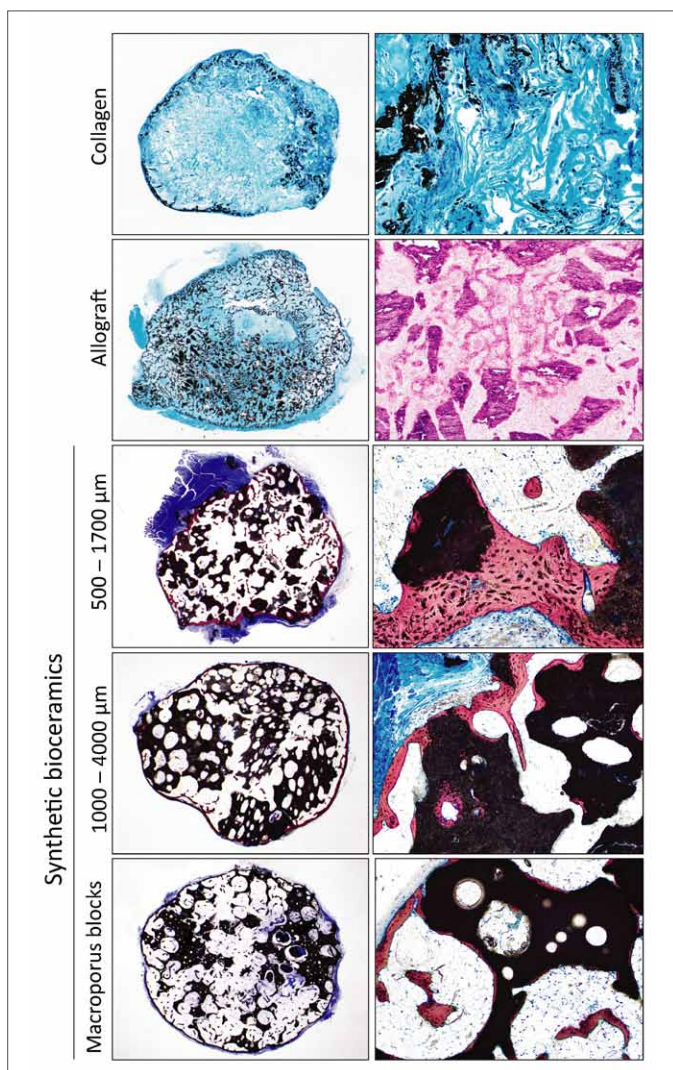 Collagen
Allograft
Synthetic bioceramics
500 – 1700 µm
1000 – 4000 µm
Macroporus blocks